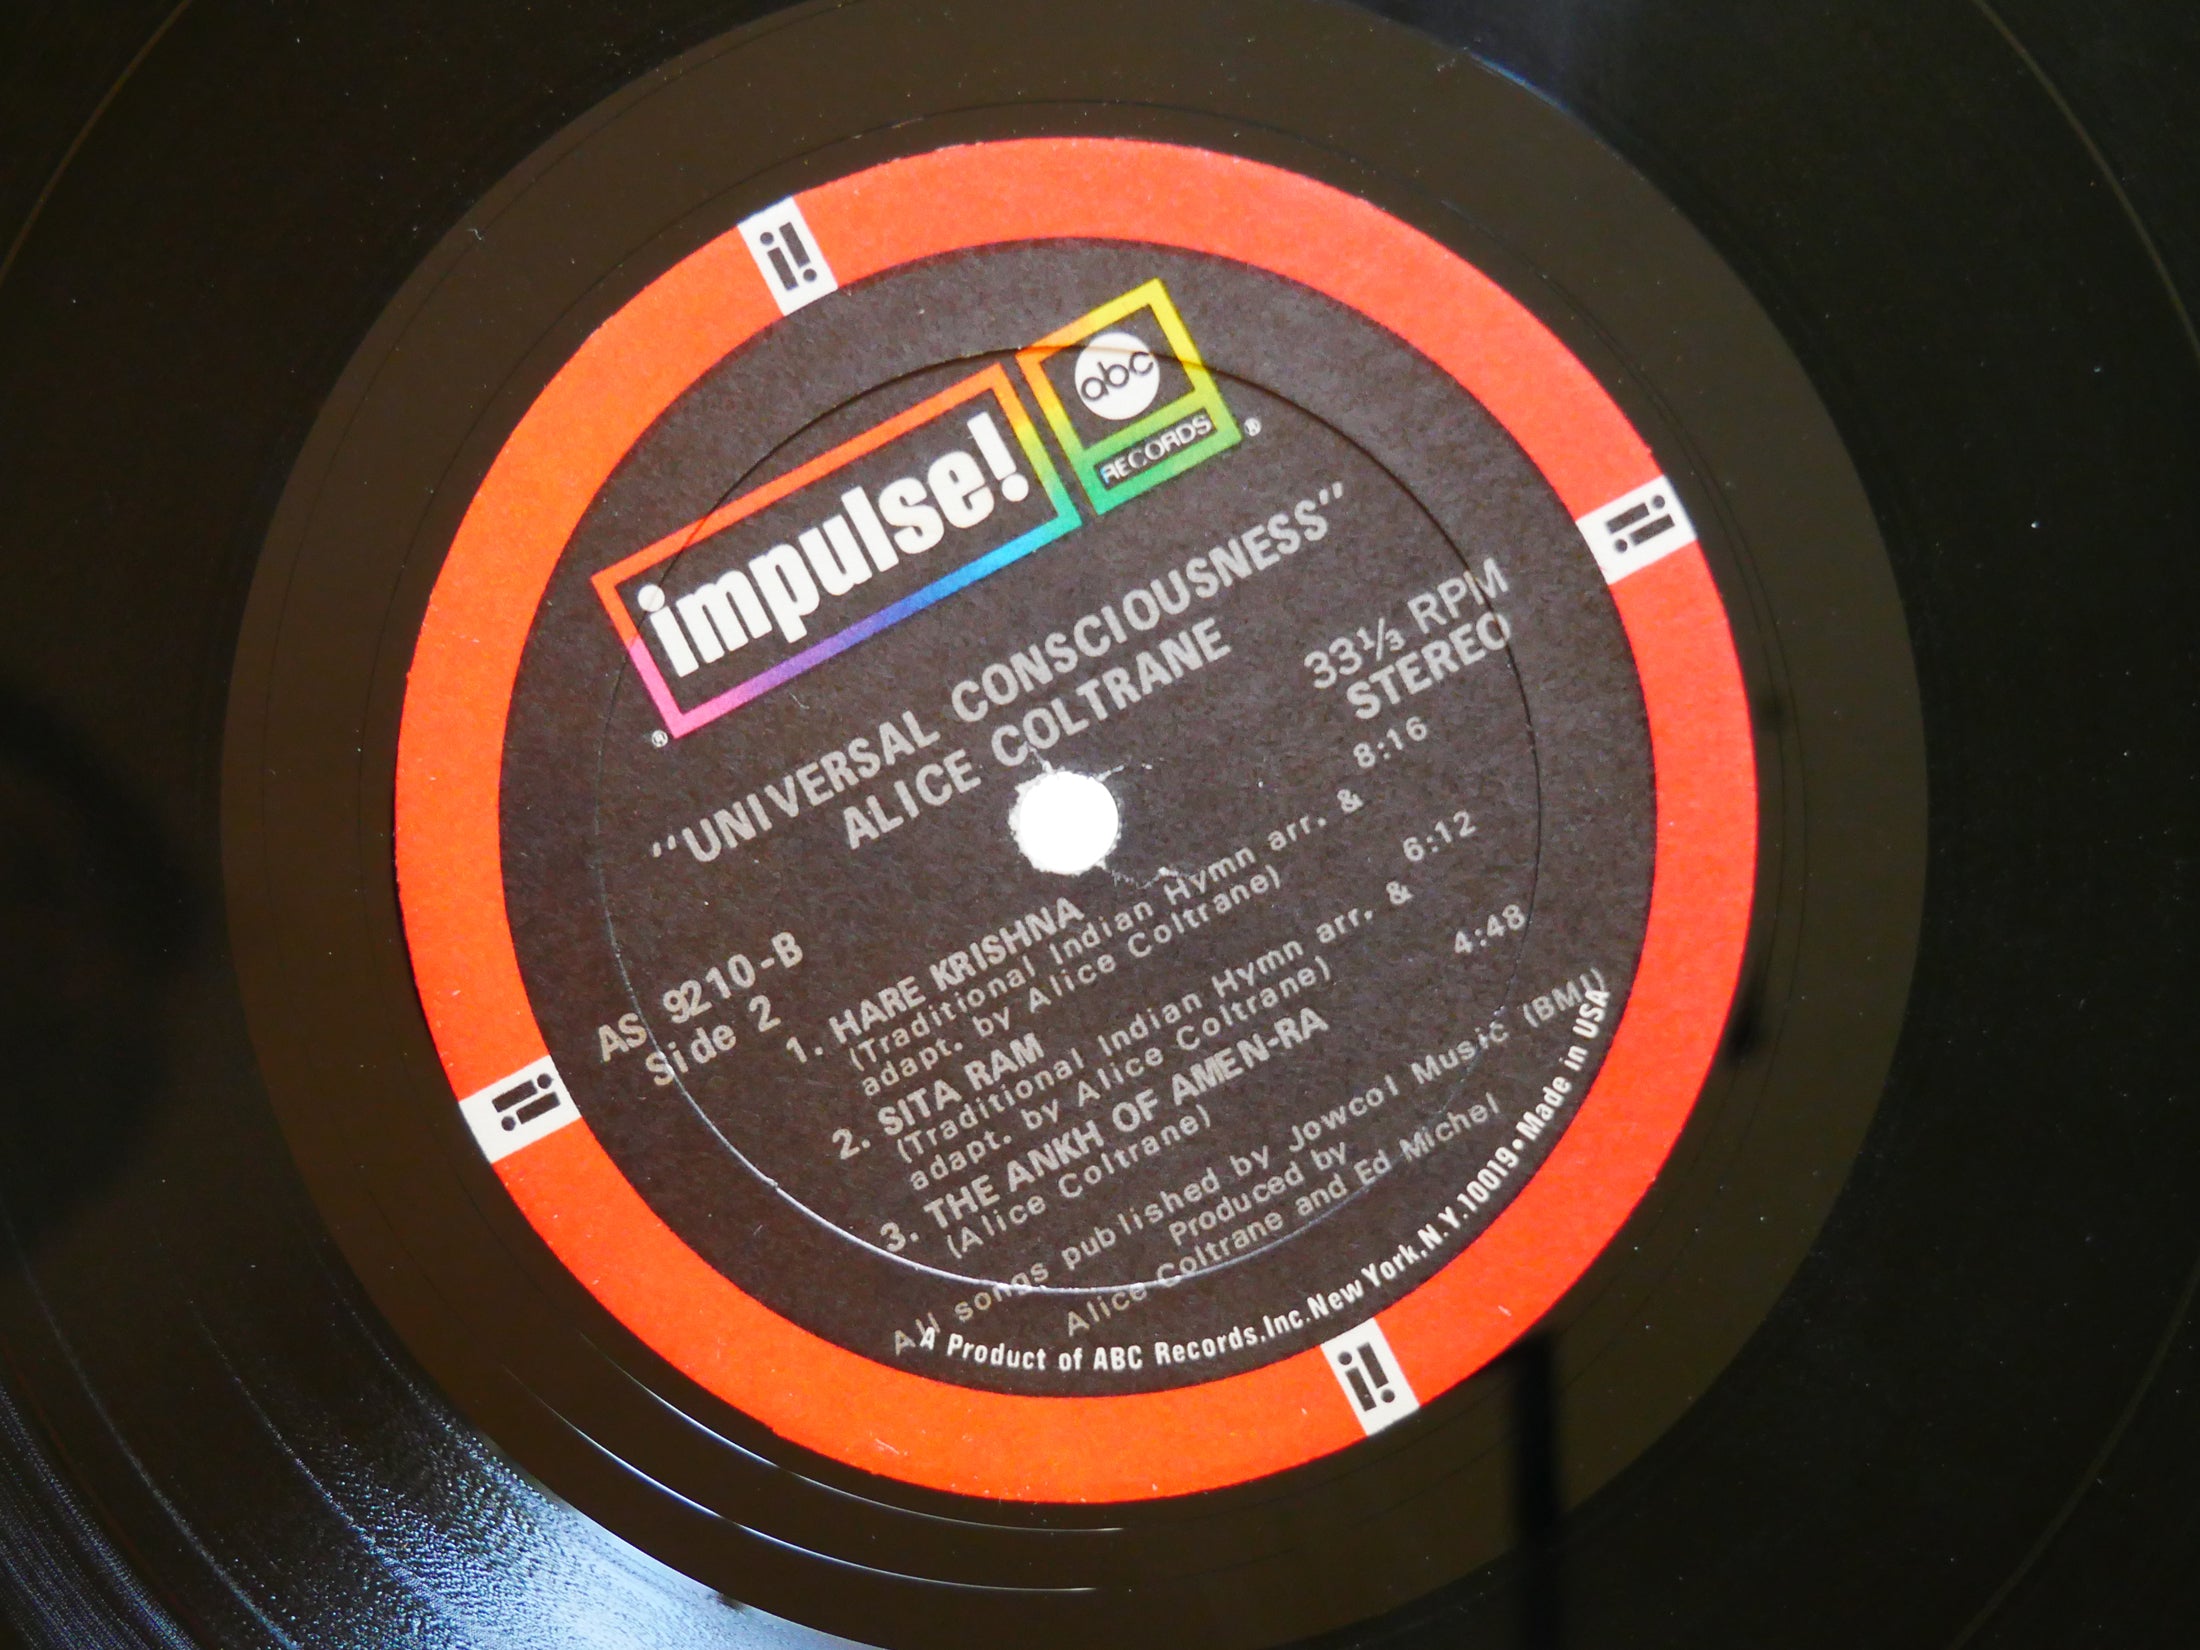 i!
impulse!
®
abc
RECORDS
®
"UNIVERSAL CONSCIOUSNESS"
ALICE COLTRANE
33⅓ RPM
STEREO
AS 9210-B
Side 2
1. HARE KRISHNA 8:16
(Traditional Indian Hymn arr. &
adapt. by Alice Coltrane)
2. SITA RAM 6:12
(Traditional Indian Hymn arr. &
adapt. by Alice Coltrane)
3. THE ANKH OF AMEN-RA 4:48
(Alice Coltrane)
All songs published by Jowcol Music (BMI)
Produced by
Alice Coltrane and Ed Michel
A Product of ABC Records, Inc. New York, N.Y. 10019 • Made in USA
i!
i!
i!